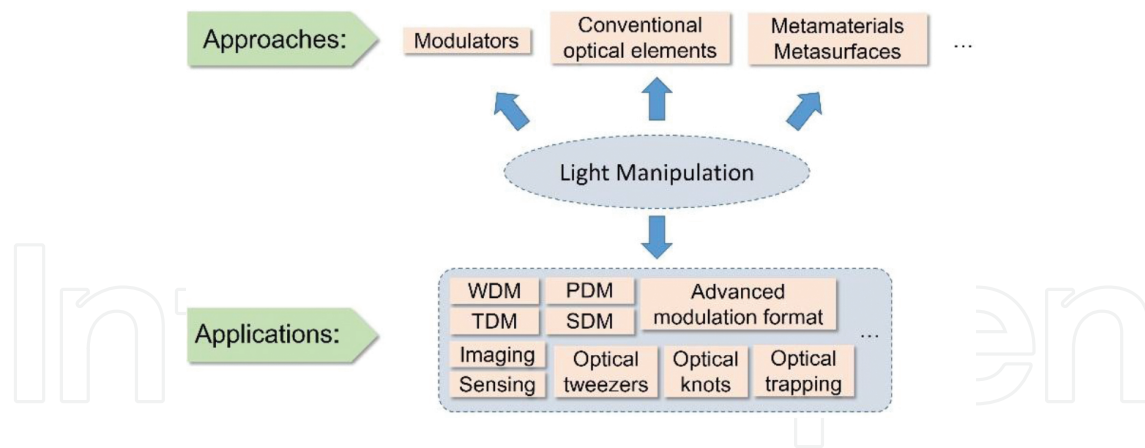 Approaches:
Modulators
Conventional
optical elements
Metamaterials
Metasurfaces
...
Light Manipulation
Applications:
WDM
PDM
TDM
SDM
Advanced
modulation format
...
Imaging
Sensing
Optical
tweezers
Optical
knots
Optical
trapping